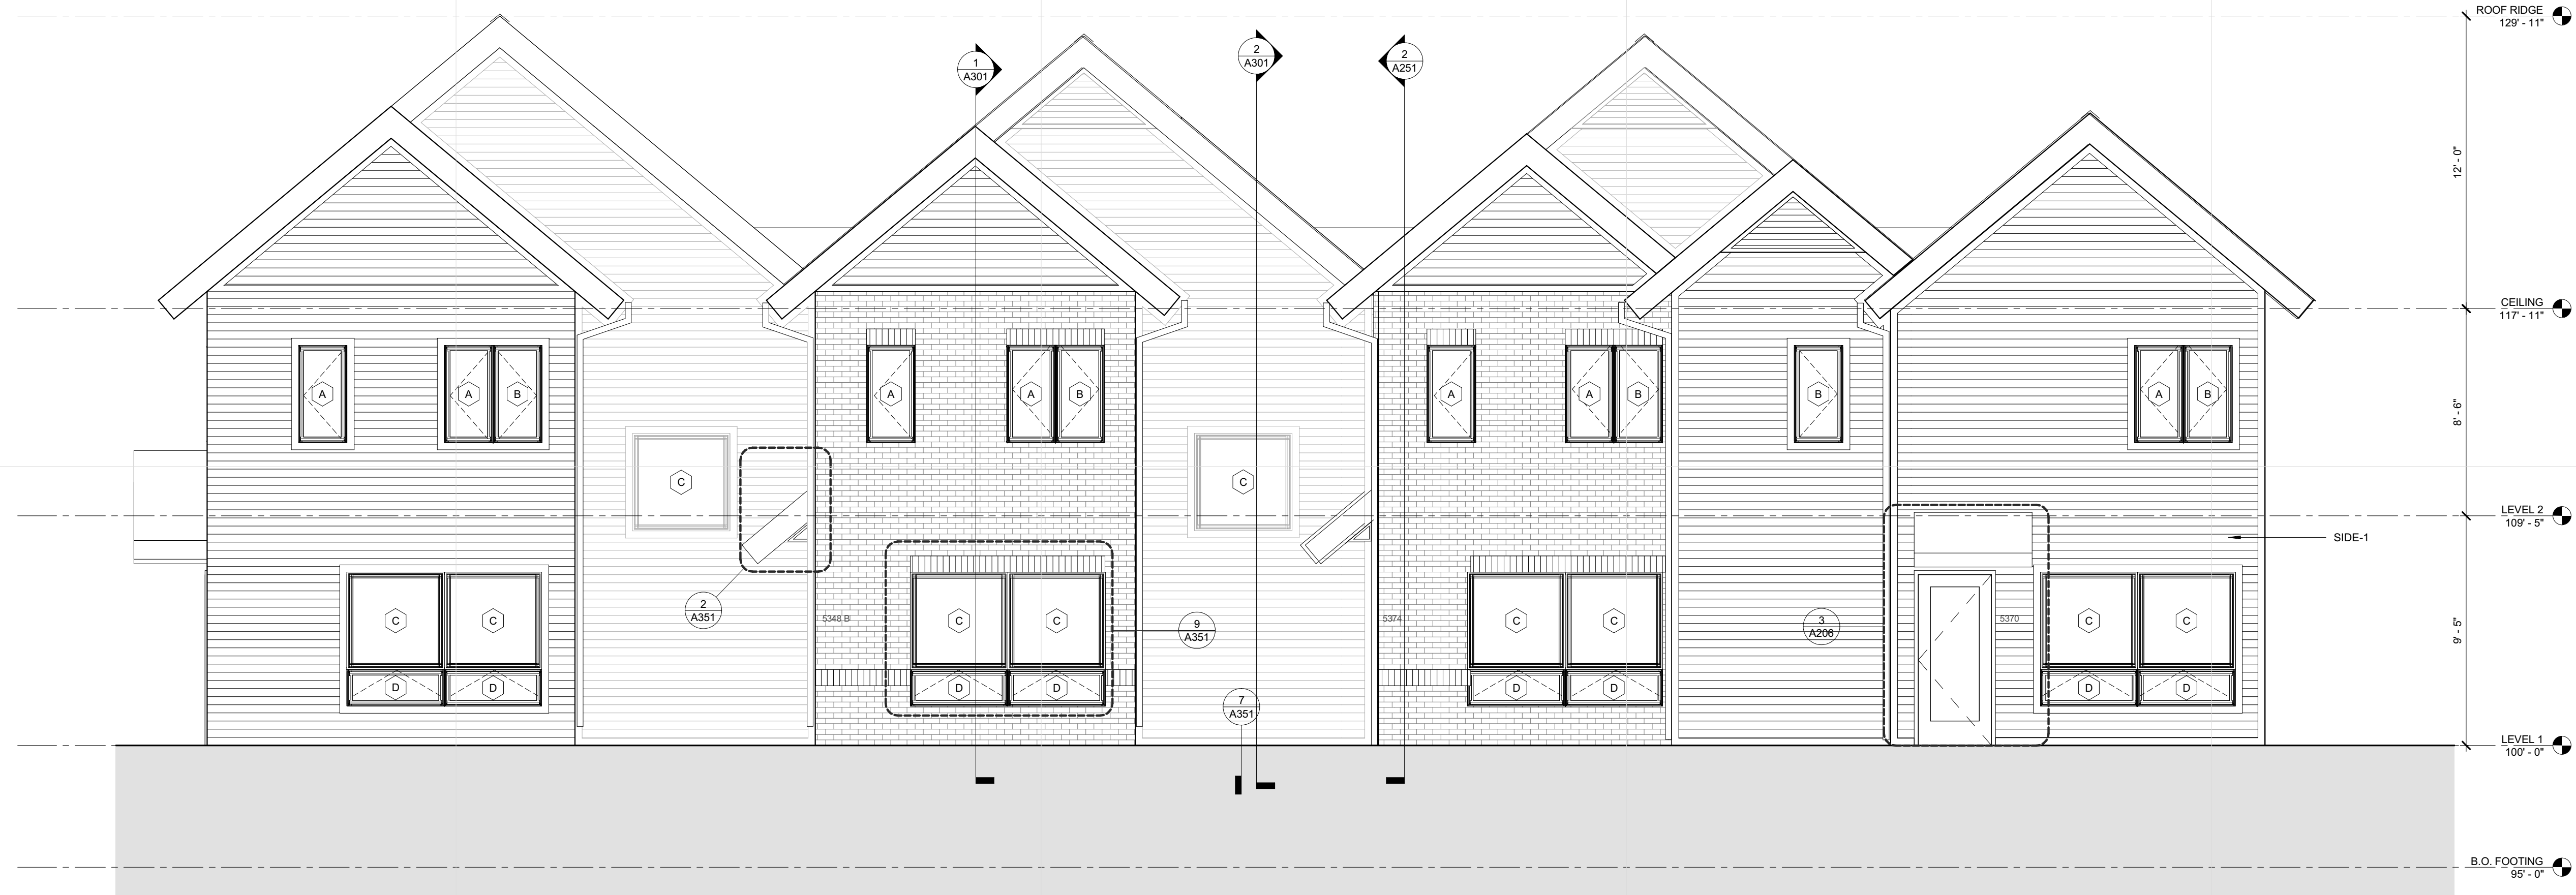 ROOF RIDGE
129' - 11"
1
A301
2
A301
2
A251
12' - 0"
CEILING
117' - 11"
A
A
B
A
A
B
A
A
B
B
A
B
8' - 6"
C
C
LEVEL 2
109' - 5"
SIDE-1
2
A351
5348 B
9
A351
5374
3
A206
5370
9' - 5"
C
C
C
C
C
C
C
C
D
D
D
D
D
D
D
D
7
A351
LEVEL 1
100' - 0"
B.O. FOOTING
95' - 0"